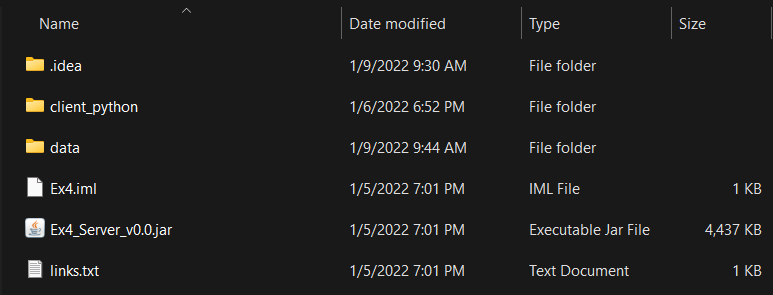 Name Date modified Type Size
.idea 1/9/2022 9:30 AM File folder
client_python 1/6/2022 6:52 PM File folder
data 1/9/2022 9:44 AM File folder
Ex4.iml 1/5/2022 7:01 PM IML File 1 KB
Ex4_Server_v0.0.jar 1/5/2022 7:01 PM Executable Jar File 4,437 KB
links.txt 1/5/2022 7:01 PM Text Document 1 KB